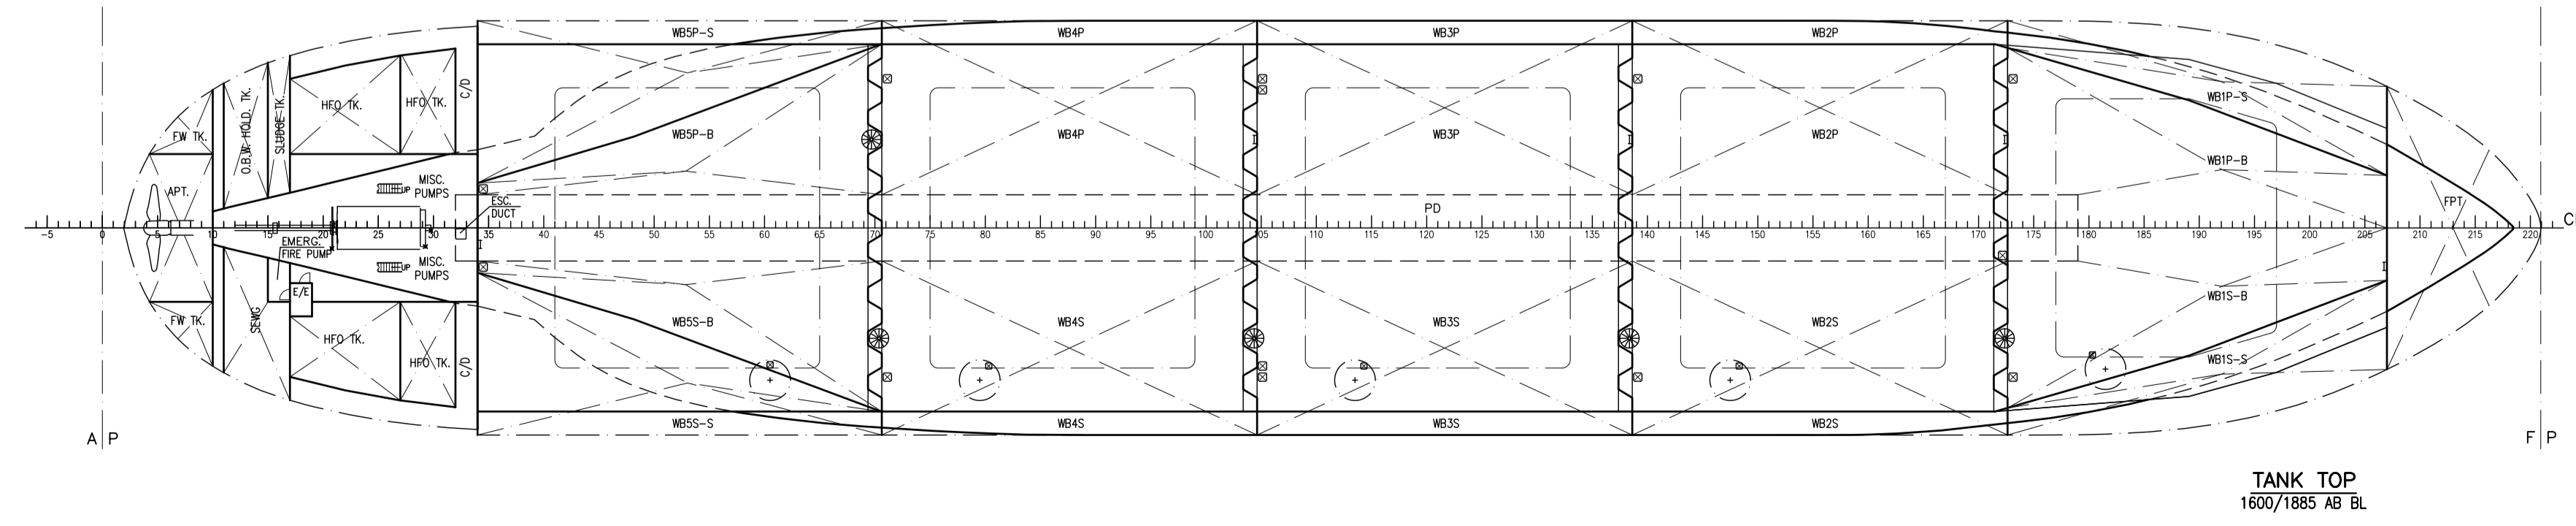 WB5P-S WB4P WB3P WB2P
C/D
HFO TK. HFO TK. WB1P-S
O.B.W. HOLD. TK.
SLUDGE TK.
FW TK. WB5P-B WB4P WB3P WB2P
WB1P-B
APT. MISC.
PUMPS
UP
ESC.
DUCT
PD
FPT
-5 0 5 10 15 20 25 30 35 40 45 50 55 60 65 70 75 80 85 90 95 100 105 110 115 120 125 130 135 140 145 150 155 160 165 170 175 180 185 190 195 200 205 210 215 220
EMERG.
FIRE PUMP
UP
MISC.
PUMPS
E/E
FW TK. SEWG WB5S-B WB4S WB3S WB2S WB1S-B
HFO TK. HFO TK.
C/D
WB1S-S
WB5S-S WB4S WB3S WB2S
A P F P
TANK TOP
1600/1885 AB BL